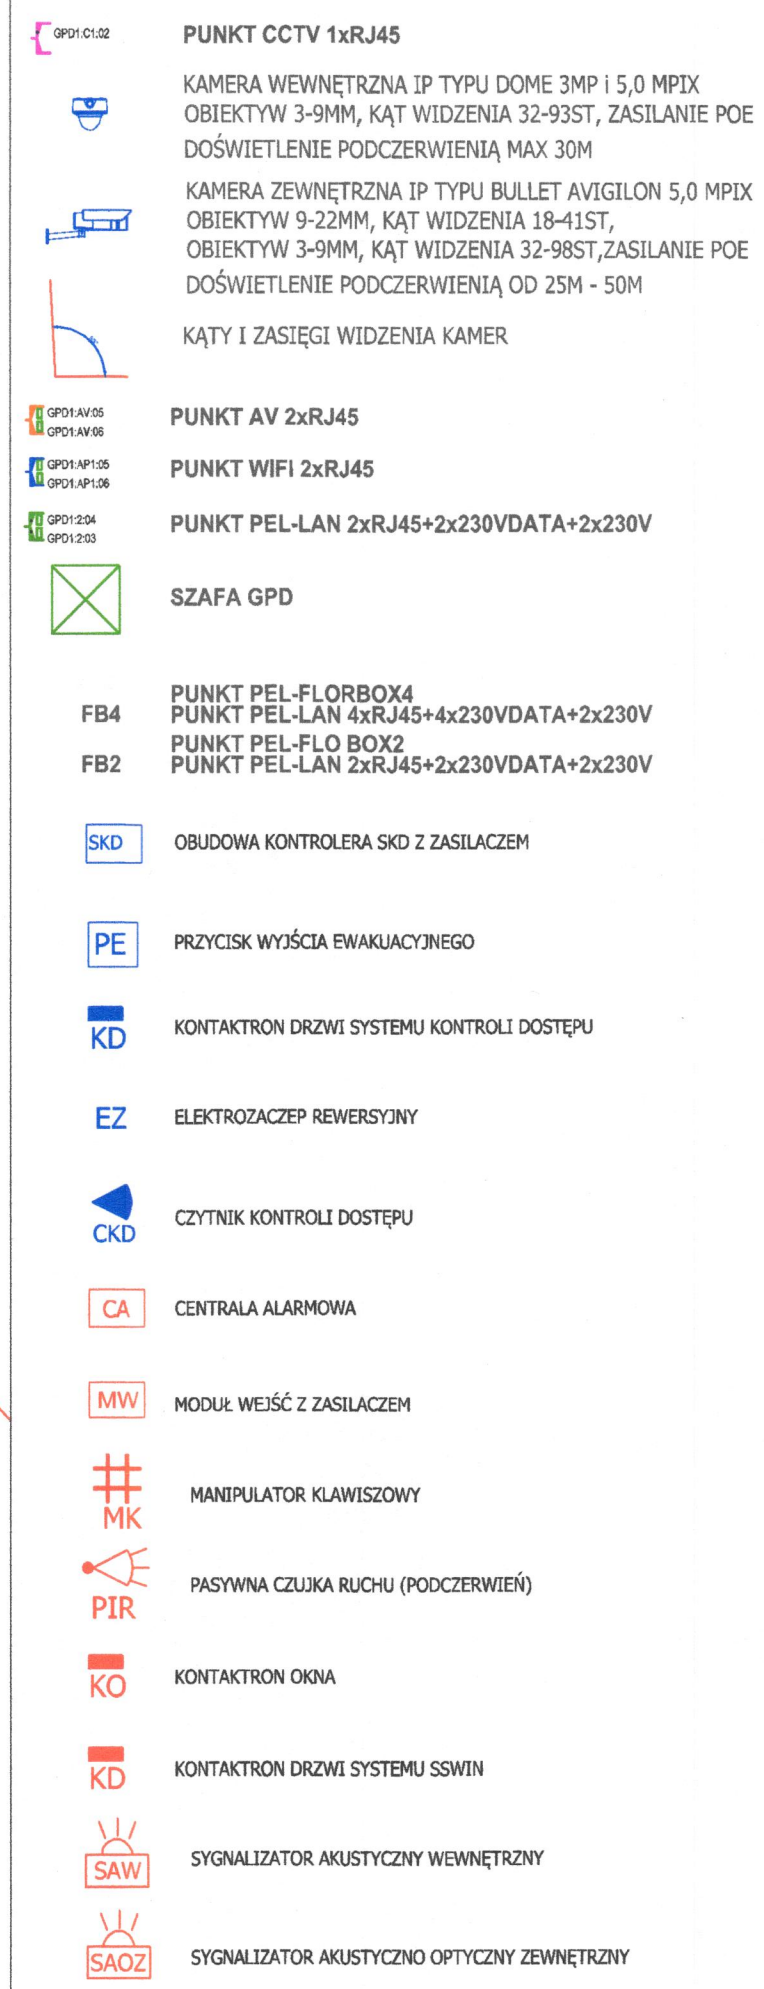 GPD1:C1:02 PUNKT CCTV 1xRJ45
KAMERA WEWNĘTRZNA IP TYPU DOME 3MP i 5,0 MPIX
OBIEKTYW 3-9MM, KĄT WIDZENIA 32-93ST, ZASILANIE POE
DOŚWIETLENIE PODCZERWIENIĄ MAX 30M
KAMERA ZEWNĘTRZNA IP TYPU BULLET AVIGILON 5,0 MPIX
OBIEKTYW 9-22MM, KĄT WIDZENIA 18-41ST,
OBIEKTYW 3-9MM, KĄT WIDZENIA 32-98ST,ZASILANIE POE
DOŚWIETLENIE PODCZERWIENIĄ OD 25M - 50M
KĄTY I ZASIĘGI WIDZENIA KAMER
GPD1:AV:05
GPD1:AV:06
PUNKT AV 2xRJ45
GPD1:AP1:05
GPD1:AP1:06
PUNKT WIFI 2xRJ45
GPD1:2:04
GPD1:2:03
PUNKT PEL-LAN 2xRJ45+2x230VDATA+2x230V
SZAFA GPD
PUNKT PEL-FLORBOX4
FB4 PUNKT PEL-LAN 4xRJ45+4x230VDATA+2x230V
PUNKT PEL-FLO BOX2
FB2 PUNKT PEL-LAN 2xRJ45+2x230VDATA+2x230V
SKD OBUDOWA KONTROLERA SKD Z ZASILACZEM
PE PRZYCISK WYJŚCIA EWAKUACYJNEGO
KD KONTAKTRON DRZWI SYSTEMU KONTROLI DOSTĘPU
EZ ELEKTROZACZEP REWERSYJNY
CKD CZYTNIK KONTROLI DOSTĘPU
CA CENTRALA ALARMOWA
MW MODUŁ WEJŚĆ Z ZASILACZEM
MK MANIPULATOR KLAWISZOWY
PIR PASYWNA CZUJKA RUCHU (PODCZERWIEŃ)
KO KONTAKTRON OKNA
KD KONTAKTRON DRZWI SYSTEMU SSWIN
SAW SYGNALIZATOR AKUSTYCZNY WEWNĘTRZNY
SAOZ SYGNALIZATOR AKUSTYCZNO OPTYCZNY ZEWNĘTRZNY